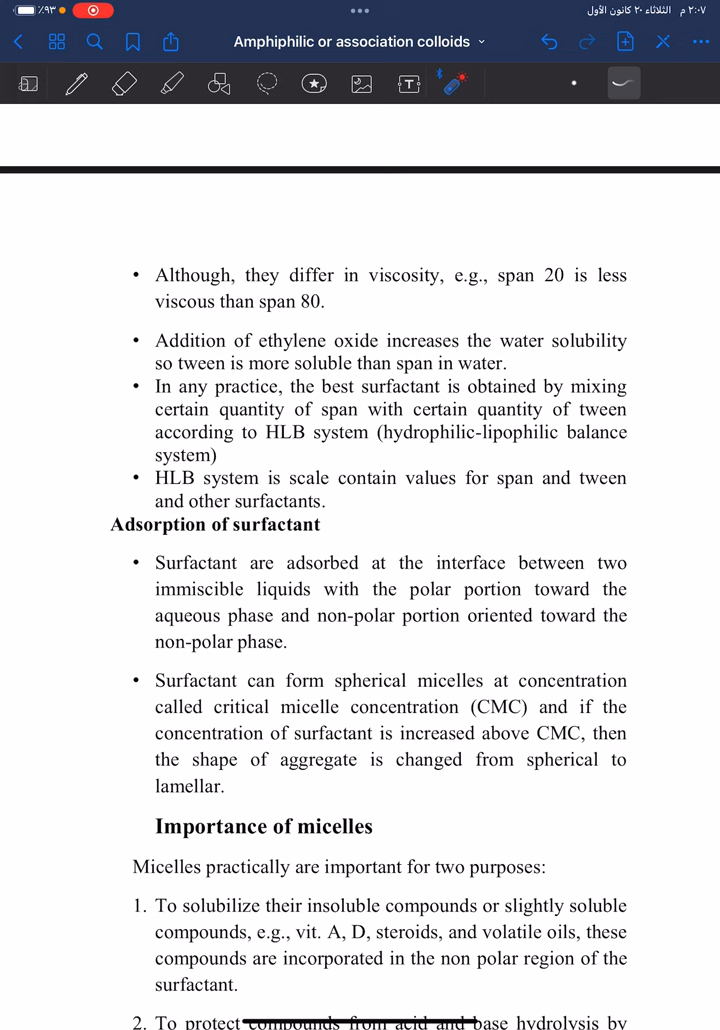 ٪٩٣
٢:٠٧ م الثلاثاء ٢٠ كانون الأول
Amphiphilic or association colloids
T
• Although, they differ in viscosity, e.g., span 20 is less
viscous than span 80.
• Addition of ethylene oxide increases the water solubility
so tween is more soluble than span in water.
• In any practice, the best surfactant is obtained by mixing
certain quantity of span with certain quantity of tween
according to HLB system (hydrophilic-lipophilic balance
system)
• HLB system is scale contain values for span and tween
and other surfactants.
Adsorption of surfactant
• Surfactant are adsorbed at the interface between two
immiscible liquids with the polar portion toward the
aqueous phase and non-polar portion oriented toward the
non-polar phase.
• Surfactant can form spherical micelles at concentration
called critical micelle concentration (CMC) and if the
concentration of surfactant is increased above CMC, then
the shape of aggregate is changed from spherical to
lamellar.
Importance of micelles
Micelles practically are important for two purposes:
1. To solubilize their insoluble compounds or slightly soluble
compounds, e.g., vit. A, D, steroids, and volatile oils, these
compounds are incorporated in the non polar region of the
surfactant.
2. To protect compounds from acid and base hydrolysis by